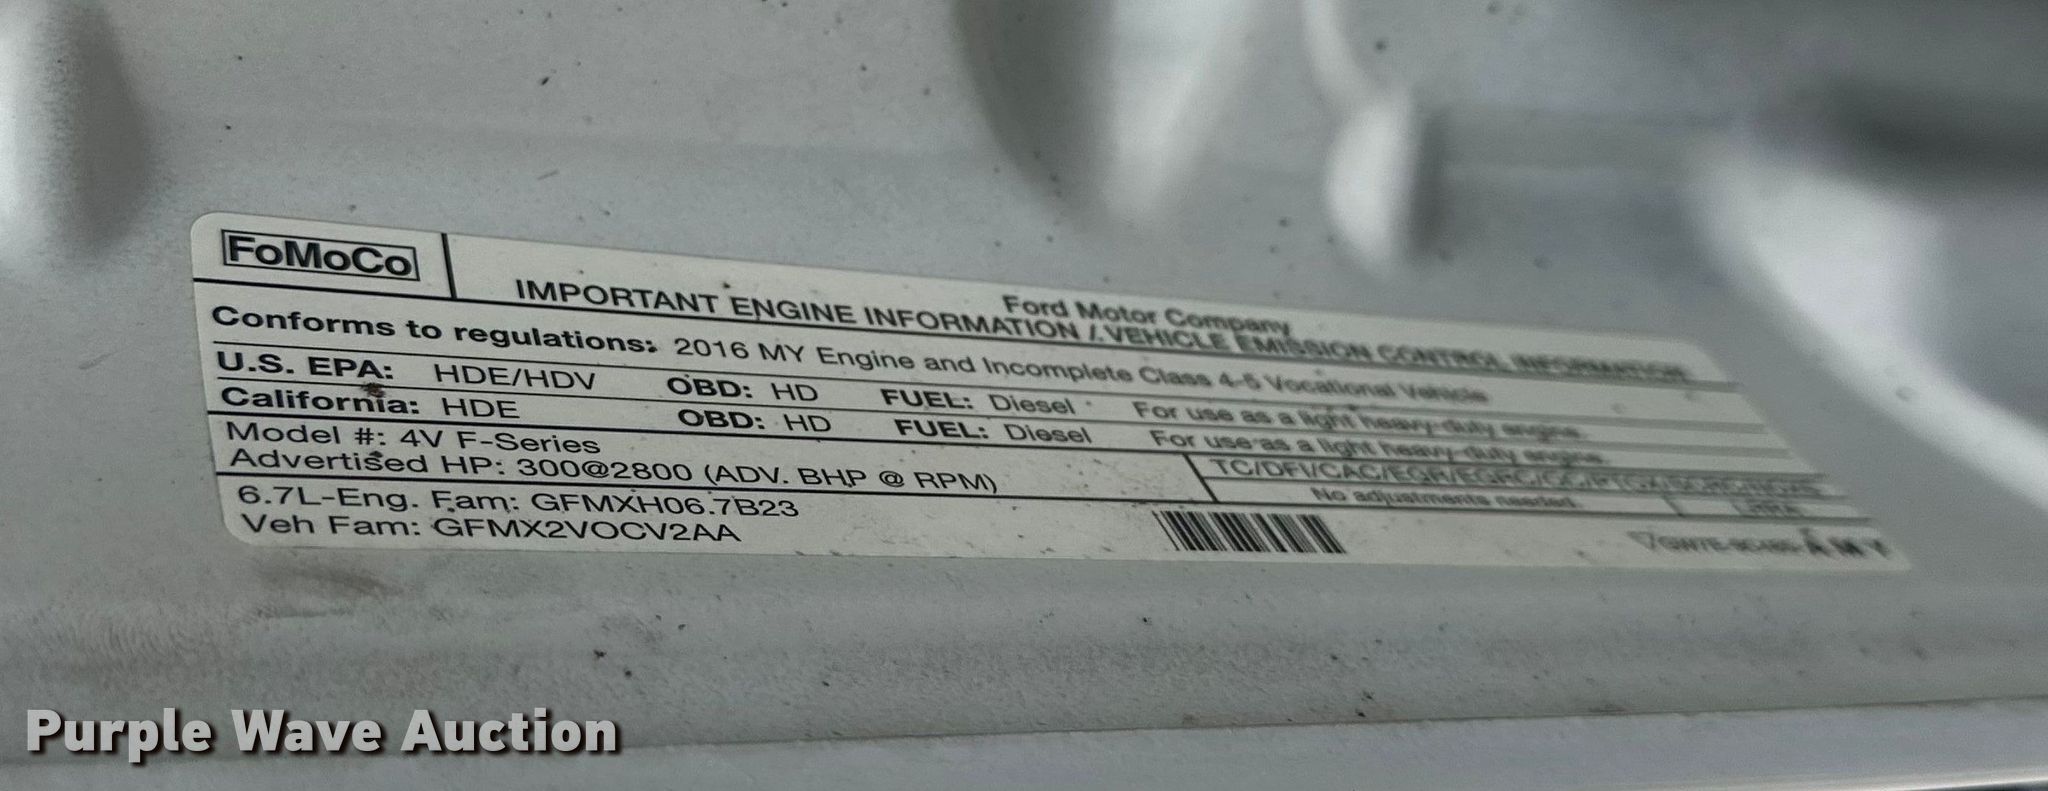 FoMoCo
Ford Motor Company
IMPORTANT ENGINE INFORMATION / VEHICLE EMISSION CONTROL INFORMATION
Conforms to regulations: 2016 MY Engine and Incomplete Class 4-5 Vocational Vehicle
U.S. EPA: HDE/HDV OBD: HD FUEL: Diesel For use as a light heavy-duty engine.
California: HDE OBD: HD FUEL: Diesel For use as a light heavy-duty engine.
Model #: 4V F-Series
Advertised HP: 300@2800 (ADV. BHP @ RPM)
6.7L-Eng. Fam: GFMXH06.7B23
Veh Fam: GFMX2VOCV2AA
No adjustments needed.
Purple Wave Auction